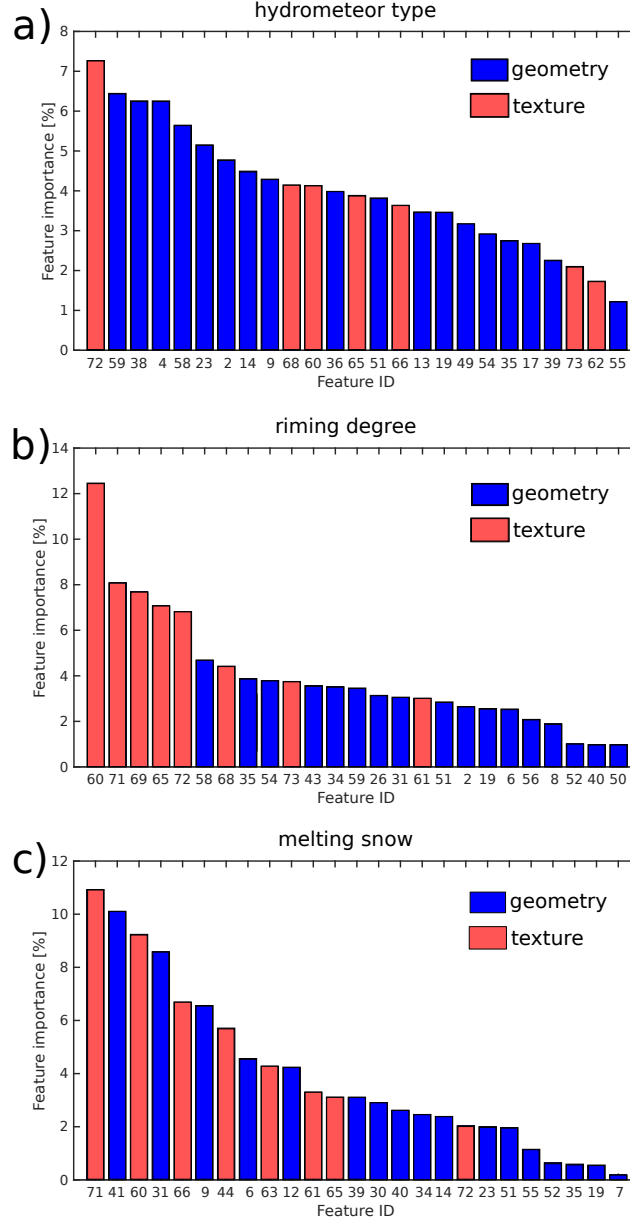 a)
hydrometeor type
8
7
6
5
4
3
2
1
0
Feature importance [%]
geometry
texture
72 59 38 4 58 23 2 14 9 68 60 36 65 51 66 13 19 49 54 35 17 39 73 62 55
Feature ID
b)
riming degree
14
12
10
8
6
4
2
0
Feature importance [%]
geometry
texture
60 71 69 65 72 58 68 35 54 73 43 34 59 26 31 61 51 2 19 6 56 8 52 40 50
Feature ID
c)
melting snow
12
10
8
6
4
2
0
Feature importance [%]
geometry
texture
71 41 60 31 66 9 44 6 63 12 61 65 39 30 40 34 14 72 23 51 55 52 35 19 7
Feature ID